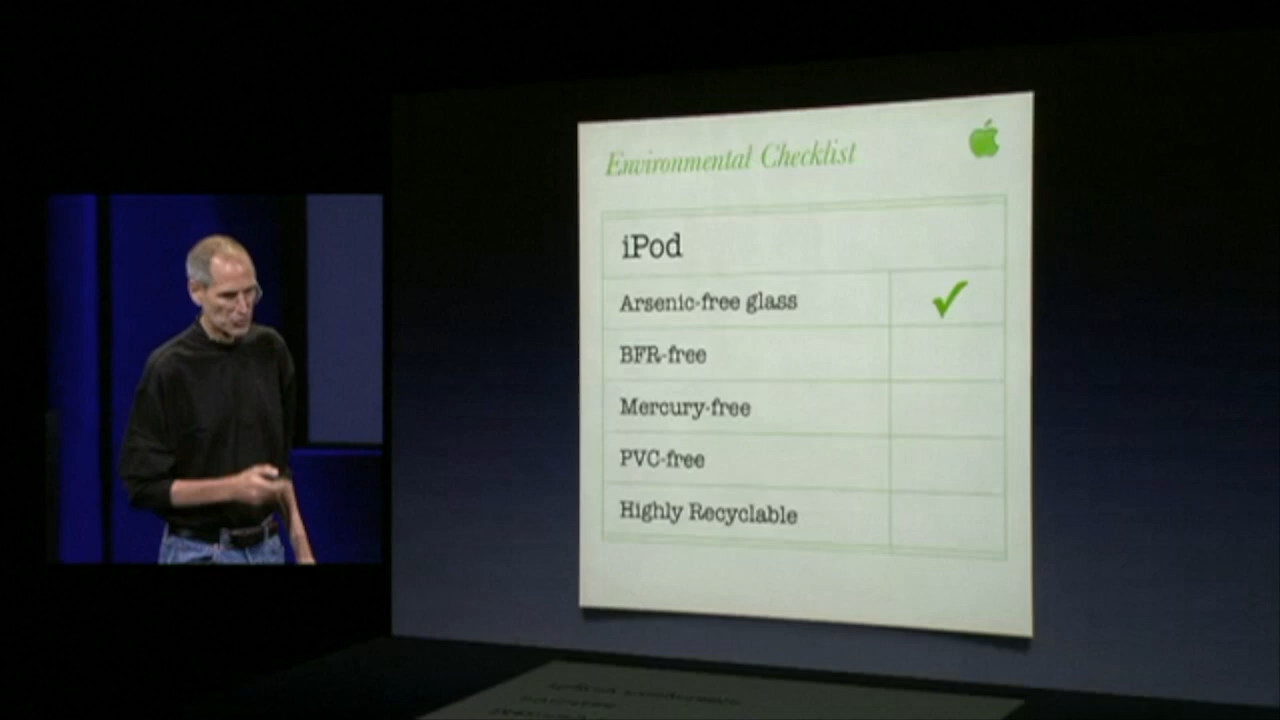 Environmental Checklist
iPod
Arsenic-free glass
BFR-free
Mercury-free
PVC-free
Highly Recyclable